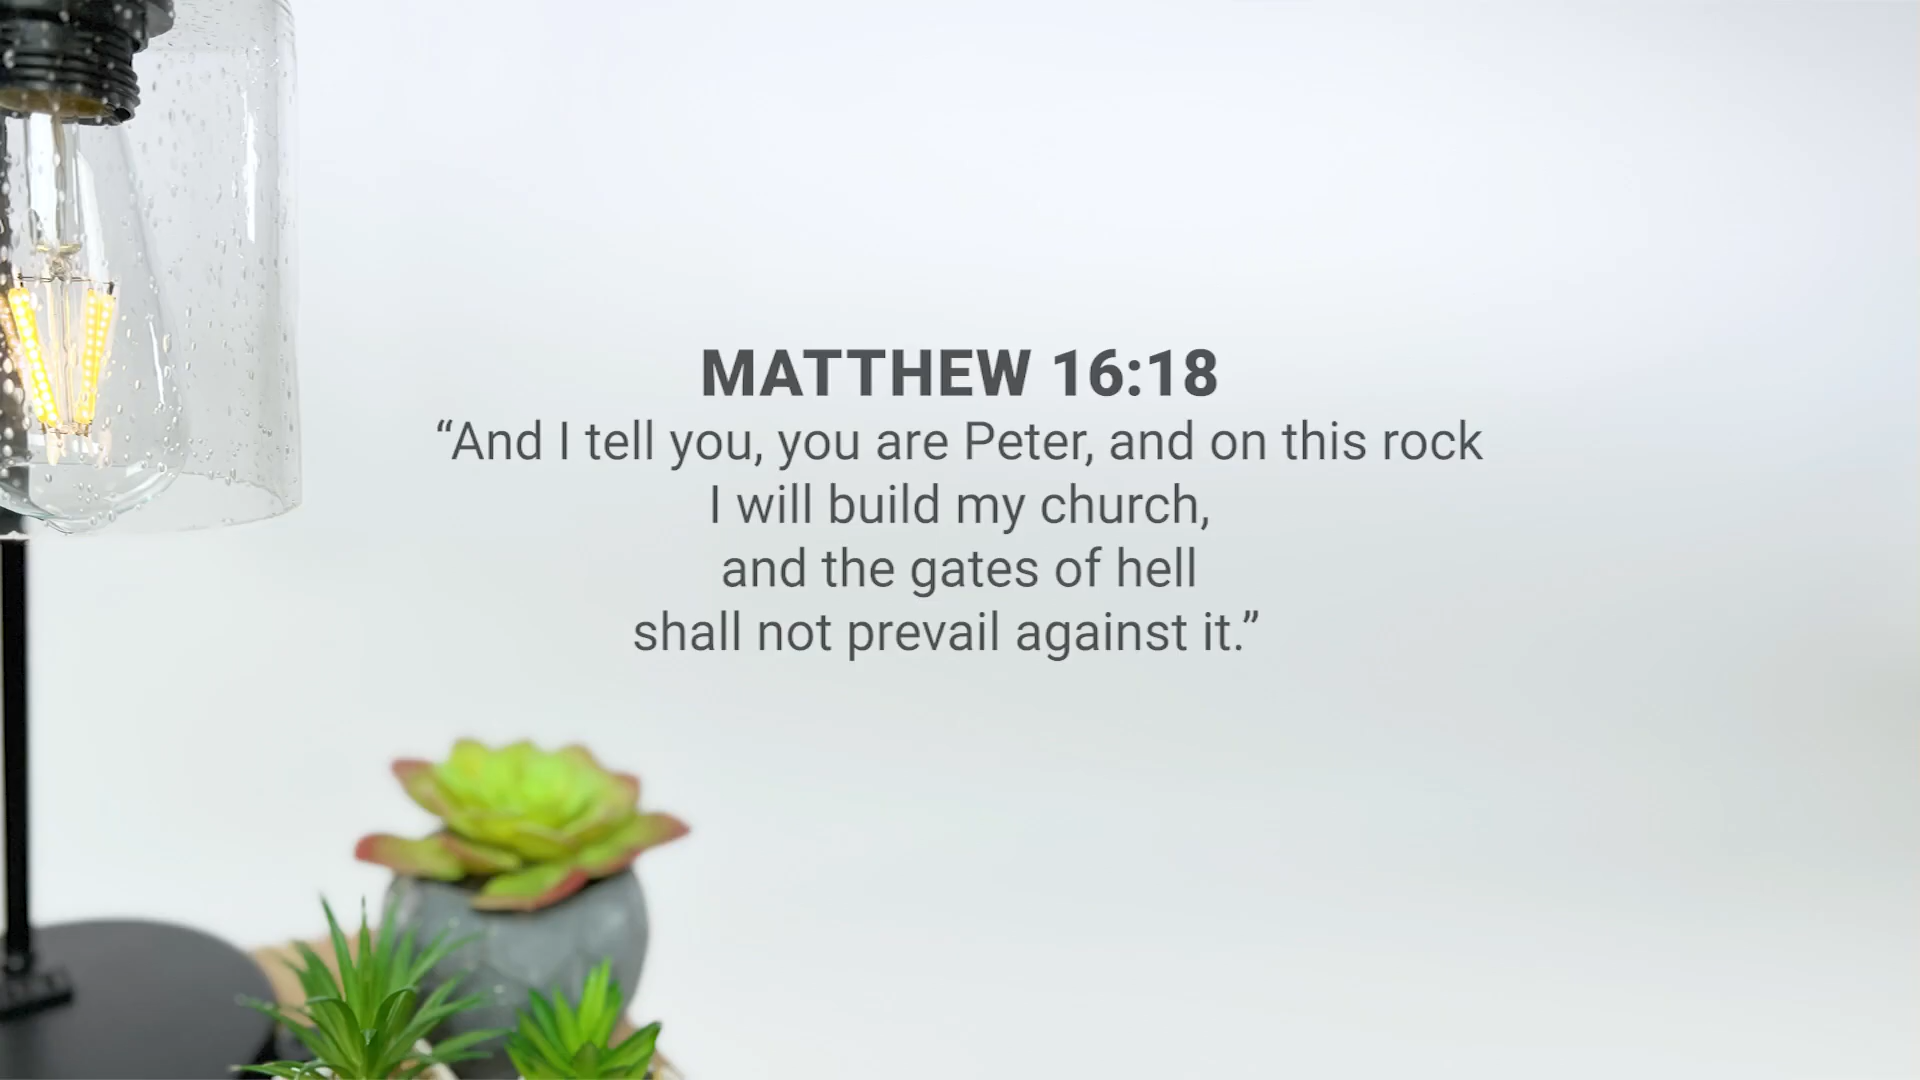 MATTHEW 16:18
“And I tell you, you are Peter, and on this rock
I will build my church,
and the gates of hell
shall not prevail against it.”